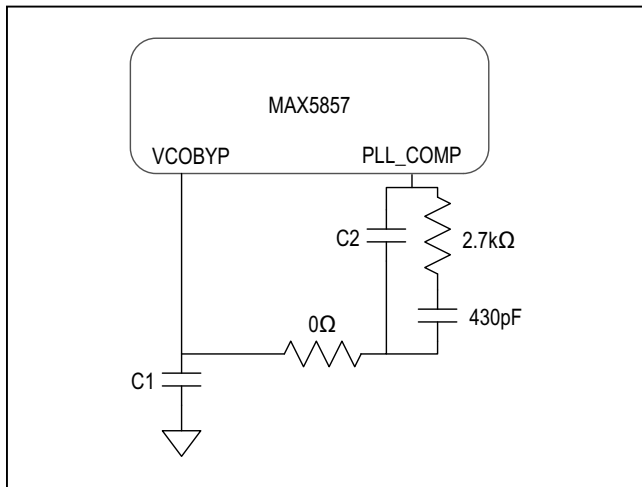 MAX5857
VCOBYP
PLL_COMP
C2
2.7kΩ
430pF
0Ω
C1